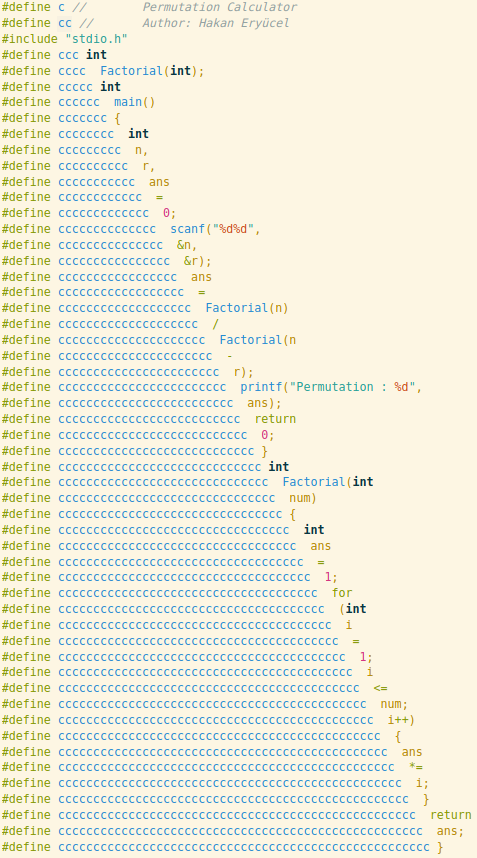 #define c //        Permutation Calculator
#define cc //       Author: Hakan Eryücel
#include "stdio.h"
#define ccc int
#define cccc  Factorial(int);
#define ccccc int
#define cccccc  main()
#define ccccccc {
#define cccccccc  int
#define ccccccccc  n,
#define cccccccccc  r,
#define ccccccccccc  ans
#define cccccccccccc  =
#define ccccccccccccc  0;
#define cccccccccccccc  scanf("%d%d",
#define ccccccccccccccc  &n,
#define cccccccccccccccc  &r);
#define ccccccccccccccccc  ans
#define cccccccccccccccccc  =
#define ccccccccccccccccccc  Factorial(n)
#define cccccccccccccccccccc  /
#define ccccccccccccccccccccc  Factorial(n
#define cccccccccccccccccccccc  -
#define ccccccccccccccccccccccc  r);
#define cccccccccccccccccccccccc  printf("Permutation : %d",
#define ccccccccccccccccccccccccc  ans);
#define cccccccccccccccccccccccccc  return
#define ccccccccccccccccccccccccccc  0;
#define cccccccccccccccccccccccccccc }
#define ccccccccccccccccccccccccccccc int
#define cccccccccccccccccccccccccccccc  Factorial(int
#define ccccccccccccccccccccccccccccccc  num)
#define cccccccccccccccccccccccccccccccc {
#define ccccccccccccccccccccccccccccccccc  int
#define cccccccccccccccccccccccccccccccccc  ans
#define ccccccccccccccccccccccccccccccccccc  =
#define cccccccccccccccccccccccccccccccccccc  1;
#define ccccccccccccccccccccccccccccccccccccc  for
#define cccccccccccccccccccccccccccccccccccccc  (int
#define ccccccccccccccccccccccccccccccccccccccc  i
#define cccccccccccccccccccccccccccccccccccccccc  =
#define ccccccccccccccccccccccccccccccccccccccccc  1;
#define cccccccccccccccccccccccccccccccccccccccccc  i
#define ccccccccccccccccccccccccccccccccccccccccccc  <=
#define cccccccccccccccccccccccccccccccccccccccccccc  num;
#define ccccccccccccccccccccccccccccccccccccccccccccc  i++)
#define cccccccccccccccccccccccccccccccccccccccccccccc  {
#define ccccccccccccccccccccccccccccccccccccccccccccccc  ans
#define cccccccccccccccccccccccccccccccccccccccccccccccc  *=
#define ccccccccccccccccccccccccccccccccccccccccccccccccc  i;
#define cccccccccccccccccccccccccccccccccccccccccccccccccc  }
#define ccccccccccccccccccccccccccccccccccccccccccccccccccc  return
#define cccccccccccccccccccccccccccccccccccccccccccccccccccc  ans;
#define ccccccccccccccccccccccccccccccccccccccccccccccccccccc }